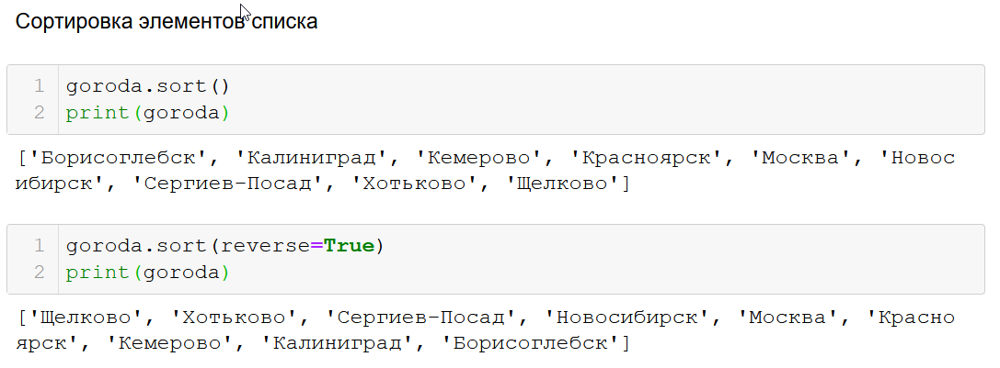 Сортировка элементов списка
1 goroda.sort()
2 print(goroda)
['Борисоглебск', 'Калиниград', 'Кемерово', 'Красноярск', 'Москва', 'Новос
ибирск', 'Сергиев-Посад', 'Хотьково', 'Щелково']
1 goroda.sort(reverse=True)
2 print(goroda)
['Щелково', 'Хотьково', 'Сергиев-Посад', 'Новосибирск', 'Москва', 'Красно
ярск', 'Кемерово', 'Калиниград', 'Борисоглебск']